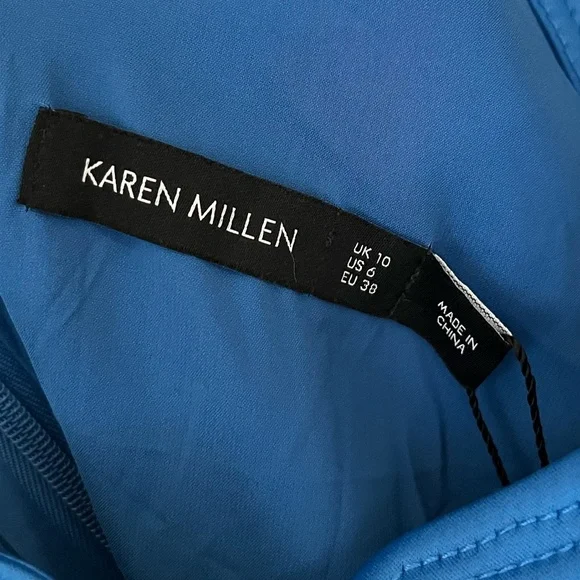 KAREN MILLEN
UK 10
US 6
EU 38
MADE IN
CHINA